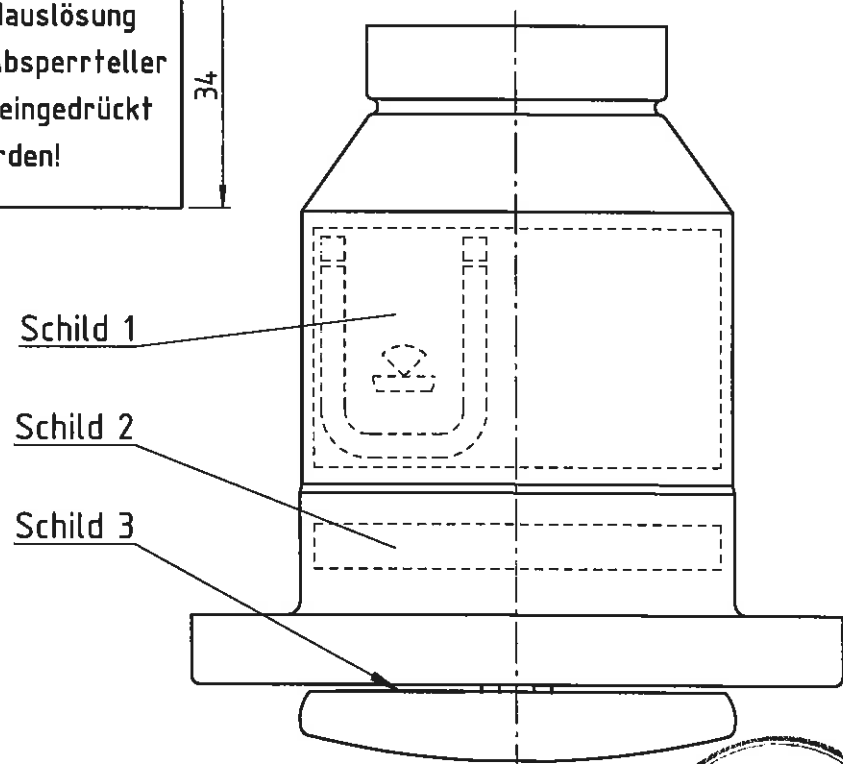 lauslösung
bsperrteller
eingedrückt
rden!
34
Schild 1
Schild 2
Schild 3